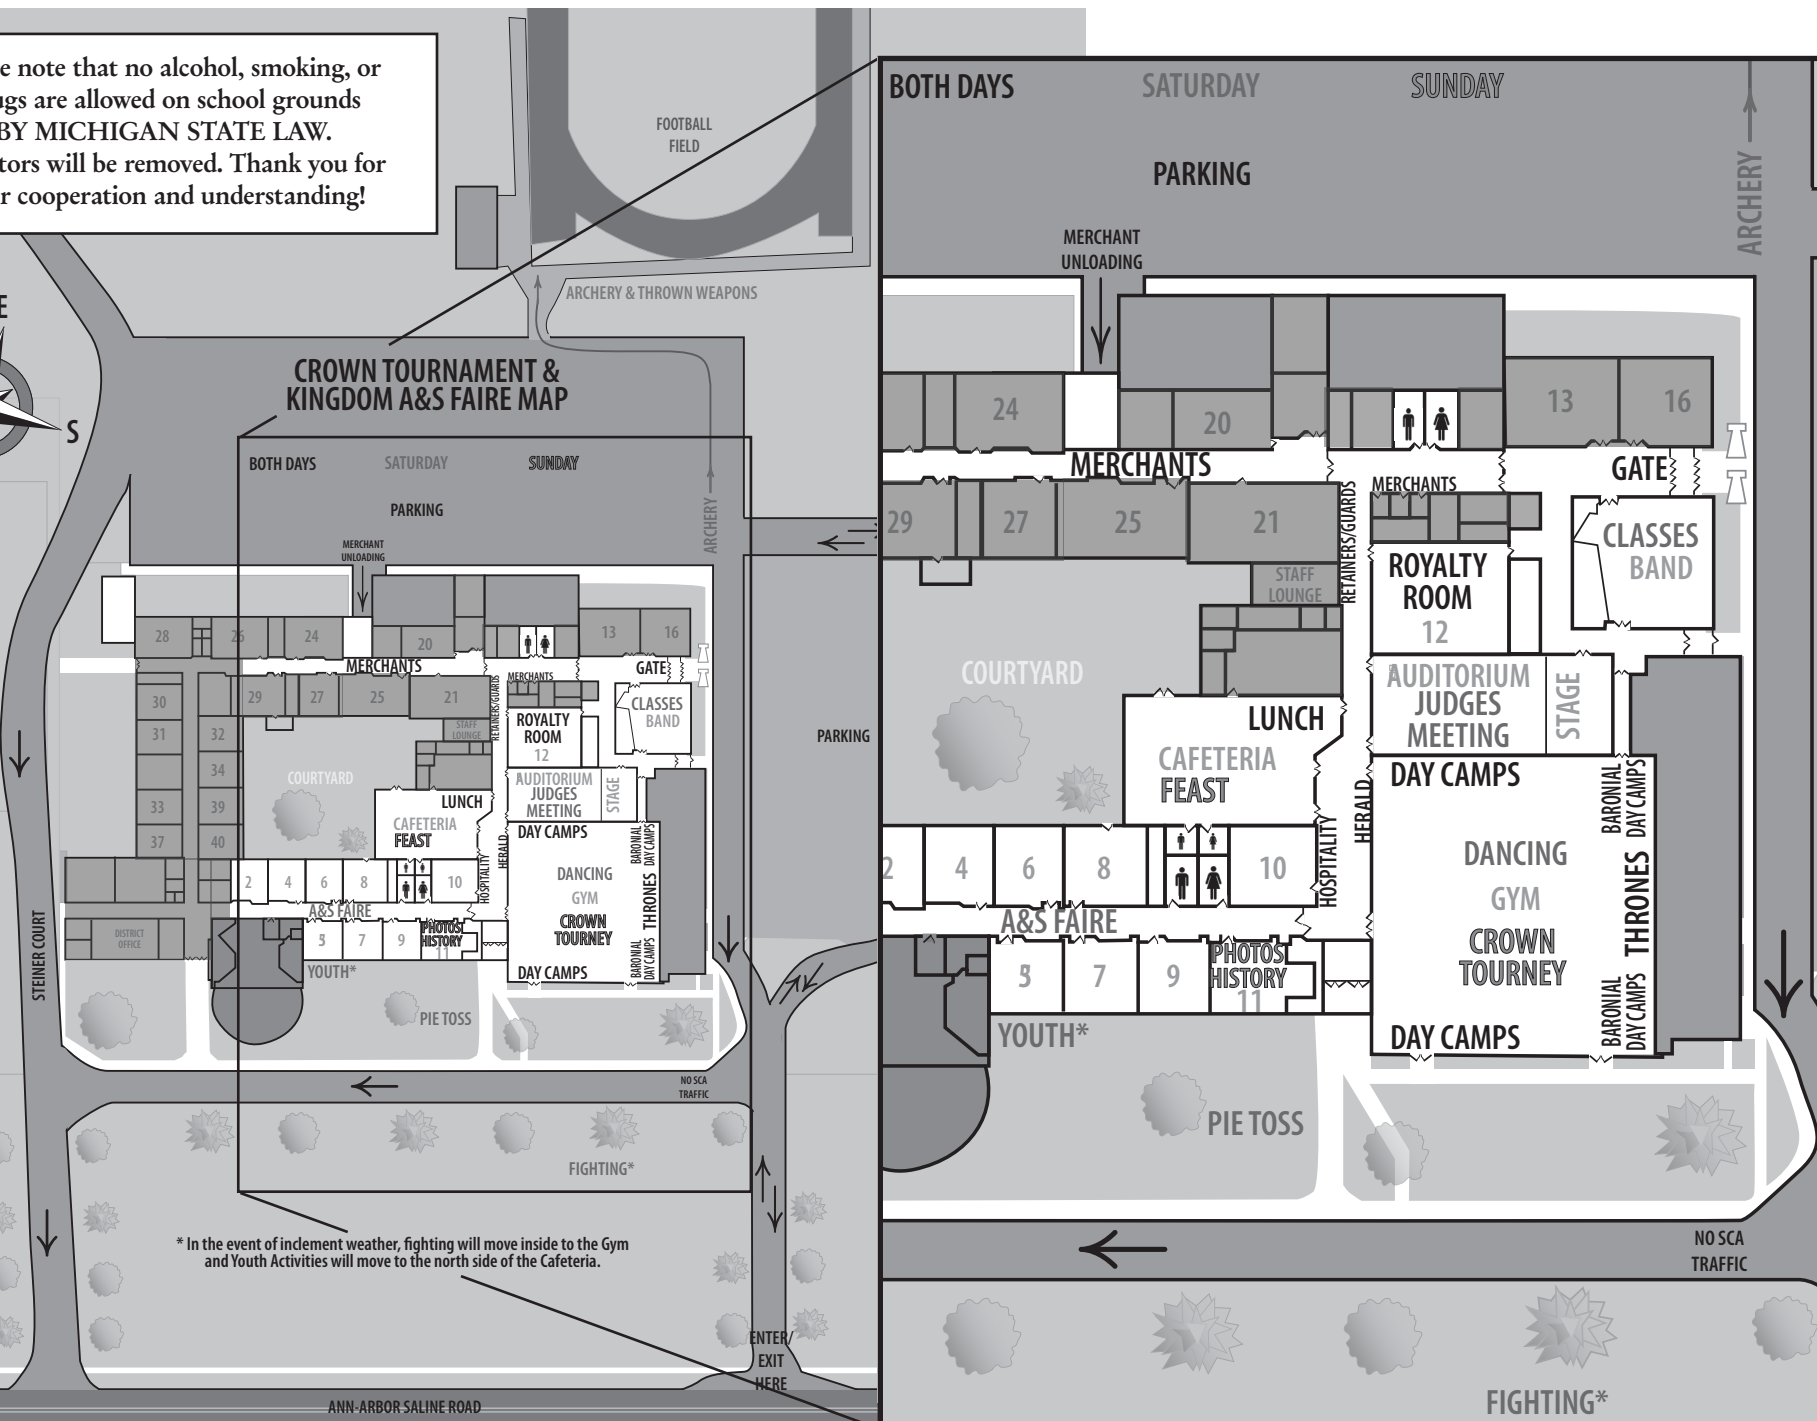 e note that no alcohol, smoking, or
ugs are allowed on school grounds
BY MICHIGAN STATE LAW.
tors will be removed. Thank you for
r cooperation and understanding!
E
S
FOOTBALL
FIELD
ARCHERY & THROWN WEAPONS
CROWN TOURNAMENT &
KINGDOM A&S FAIRE MAP
BOTH DAYS SATURDAY SUNDAY
PARKING
ARCHERY
MERCHANT
UNLOADING
28 26 24 20 13 16
MERCHANTS
GATE
MERCHANTS
30 29 27 25 21
RETAINERS/GUARDS
STAFF
LOUNGE
ROYALTY
ROOM
12
CLASSES
BAND
31 32
34
33 39
37 40
COURTYARD
LUNCH
CAFETERIA
FEAST
AUDITORIUM
JUDGES
MEETING
STAGE
DAY CAMPS
BARONIAL
DAY CAMPS
HERALD
HOSPITALITY
DANCING
GYM
CROWN
TOURNEY
THRONES
BARONIAL
DAY CAMPS
DAY CAMPS
2 4 6 8 10
A&S FAIRE
DISTRICT
OFFICE
7 9
PHOTOS
HISTORY
11
YOUTH*
PIE TOSS
PARKING
STEINER COURT
NO SCA
TRAFFIC
FIGHTING*
* In the event of inclement weather, fighting will move inside to the Gym
and Youth Activities will move to the north side of the Cafeteria.
ENTER/
EXIT
HERE
ANN-ARBOR SALINE ROAD
BOTH DAYS SATURDAY SUNDAY
PARKING
ARCHERY
MERCHANT
UNLOADING
24 20 13 16
MERCHANTS
GATE
MERCHANTS
29 27 25 21
RETAINERS/GUARDS
STAFF
LOUNGE
ROYALTY
ROOM
12
CLASSES
BAND
COURTYARD
LUNCH
CAFETERIA
FEAST
AUDITORIUM
JUDGES
MEETING
STAGE
DAY CAMPS
BARONIAL
DAY CAMPS
HERALD
HOSPITALITY
DANCING
GYM
CROWN
TOURNEY
THRONES
BARONIAL
DAY CAMPS
DAY CAMPS
2 4 6 8 10
A&S FAIRE
7 9
PHOTOS
HISTORY
11
YOUTH*
PIE TOSS
NO SCA
TRAFFIC
FIGHTING*